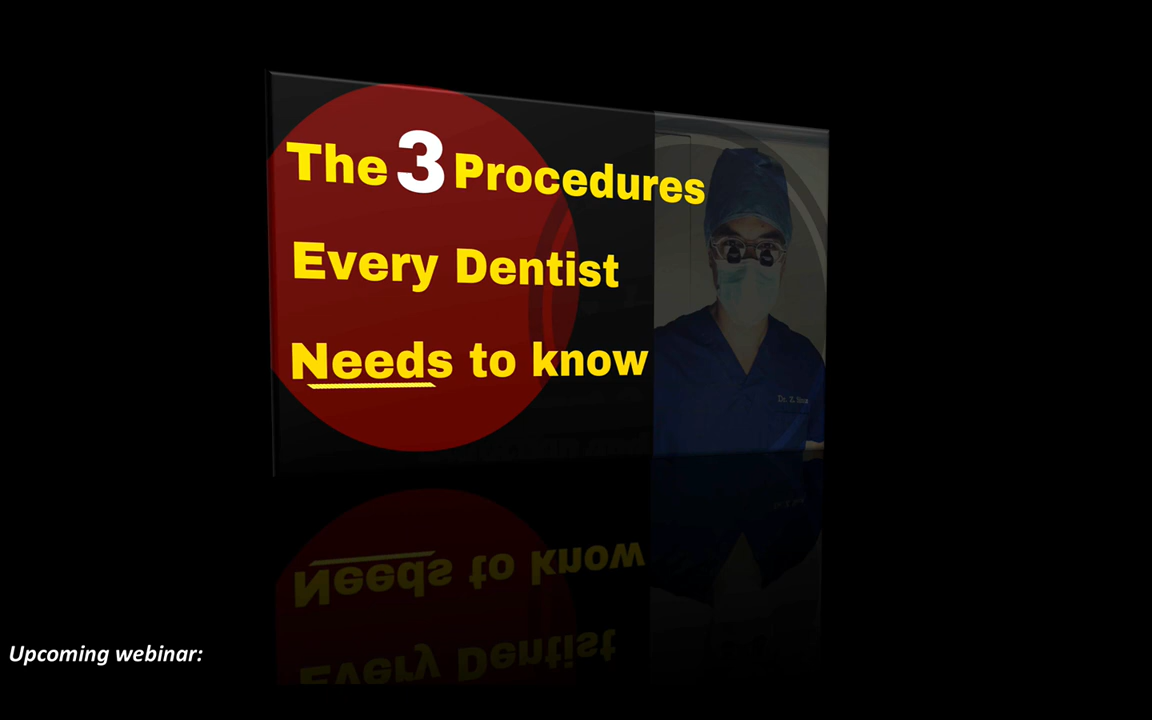 The 3 Procedures
Every Dentist
Needs to know
Upcoming webinar: